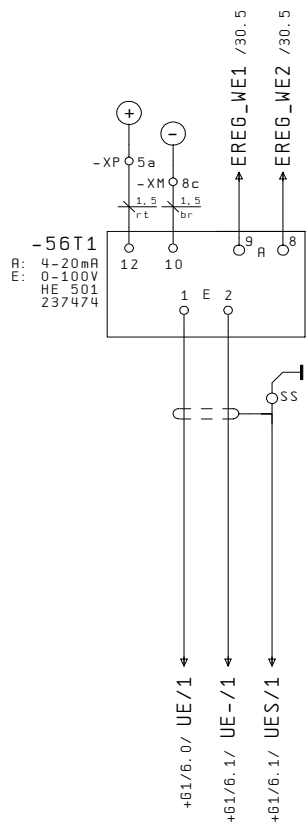 EREG_WE1 /30.5
EREG_WE2 /30.5
+
-
-XP 5a
-XM 8c
1,5
rt
1,5
br
-56T1
A: 4-20mA
E: 0-100V
HE 501
237474
12
10
9 A 8
1 E 2
SS
+G1/6.0/ UE/1
+G1/6.1/ UE-/1
+G1/6.1/ UES/1